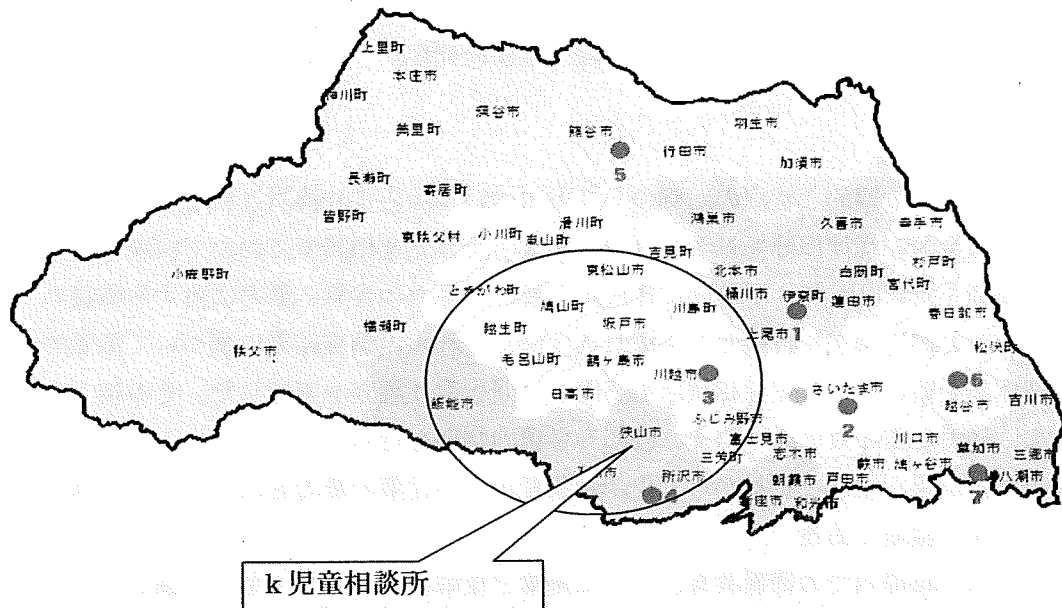 上里町
本庄市
神川町
深谷市
美里町
熊谷市
羽生市
行田市
加須市
5
長瀞町
寄居町
皆野町
東秩父村
小川町
滑川町
嵐山町
鴻巣市
久喜市
幸手市
吉見町
小鹿野町
東松山市
北本市
白岡町
杉戸町
宮代町
ときがわ町
鳩山町
川島町
桶川市
伊奈町
蓮田市
春日部市
横瀬町
越生町
坂戸市
上尾市
1
松伏町
秩父市
毛呂山町
鶴ヶ島市
川越市
3
さいたま市
6
飯能市
日高市
越谷市
吉川市
2
ふじみ野市
狭山市
富士見市
川口市
三芳町
志木市
草加市
三郷市
蕨市
鳩ヶ谷市
所沢市
朝霞市
戸田市
八潮市
4
和光市
7
k児童相談所